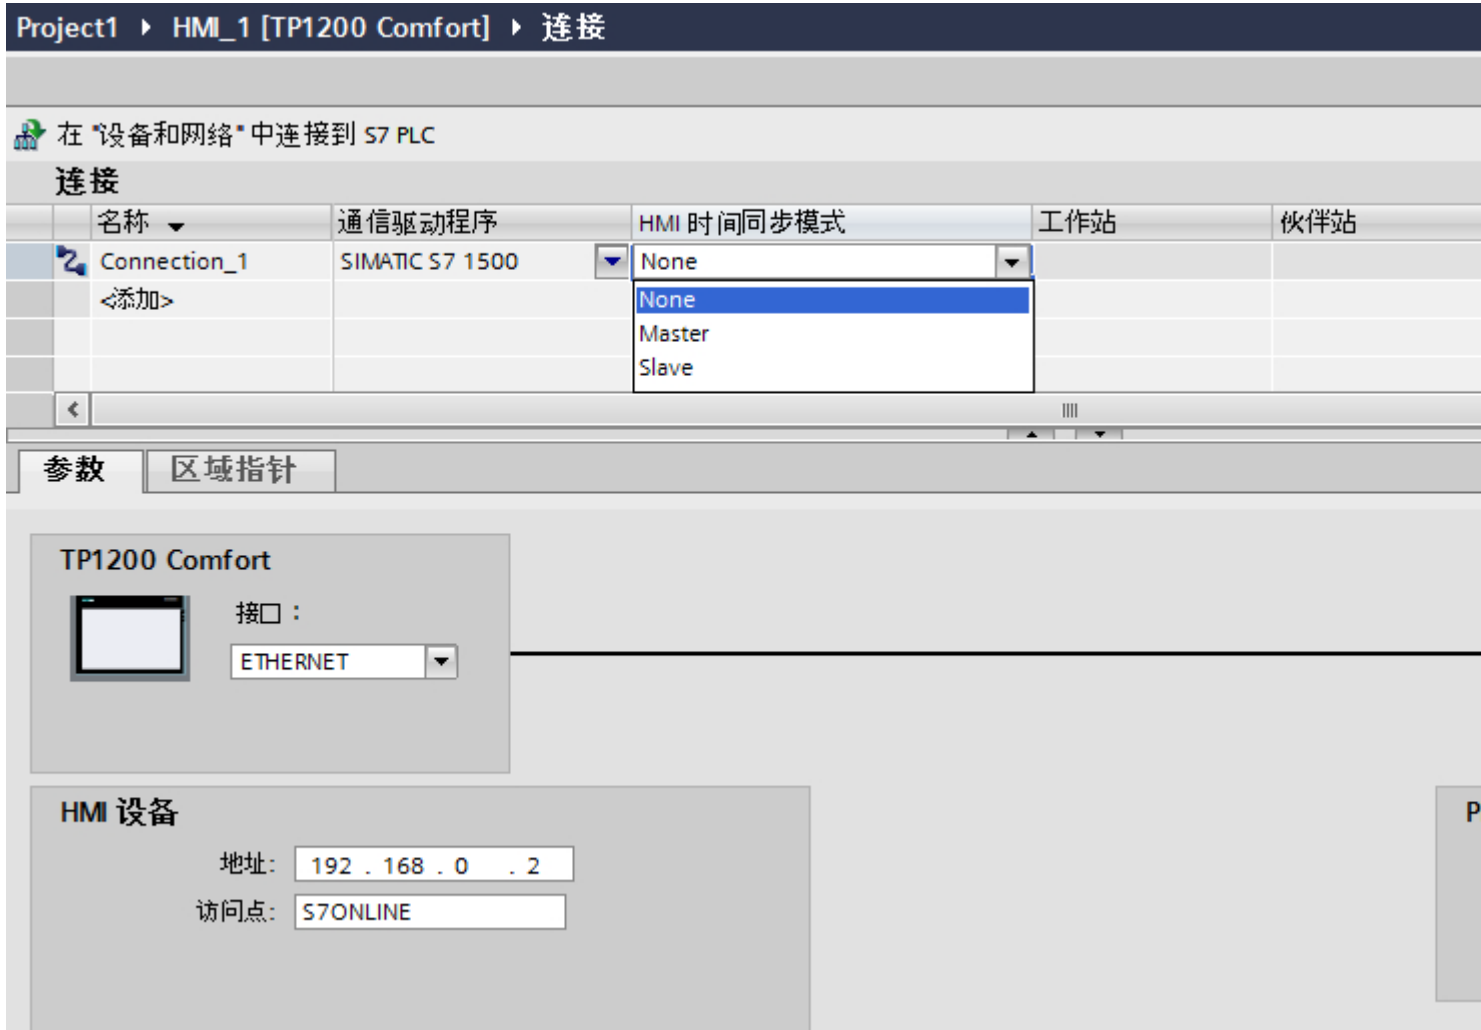 Project1 ▸ HMI_1 [TP1200 Comfort] ▸ 连接
在 "设备和网络" 中连接到 S7 PLC
连接
名称 通信驱动程序 HMI 时间同步模式 工作站 伙伴站
Connection_1 SIMATIC S7 1500 None
<添加> None
Master
Slave
参数 区域指针
TP1200 Comfort
接口：
ETHERNET
HMI 设备 P
地址: 192 . 168 . 0 . 2
访问点: S7ONLINE